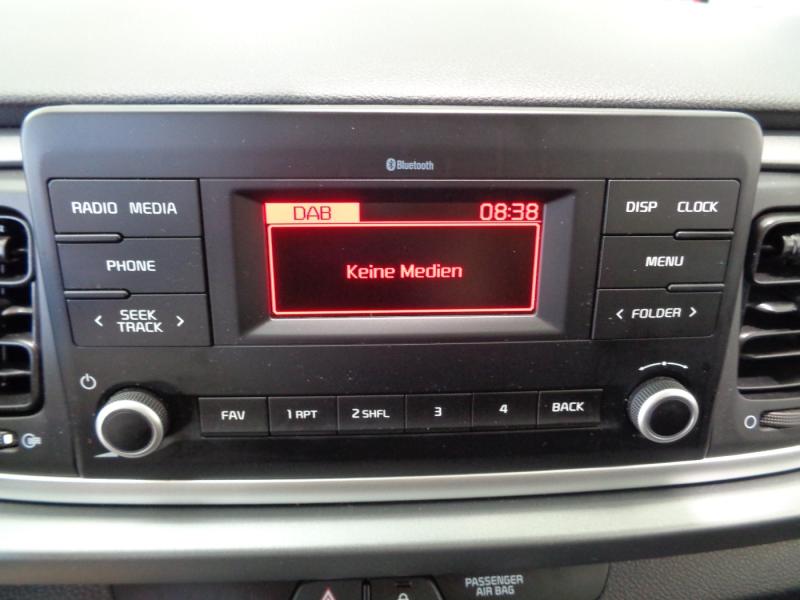 Bluetooth
RADIO MEDIA
DAB 08:38
DISP CLOCK
PHONE
Keine Medien
MENU
< SEEK TRACK >
< FOLDER >
FAV 1 RPT 2 SHFL 3 4 BACK
PASSENGER
AIR BAG